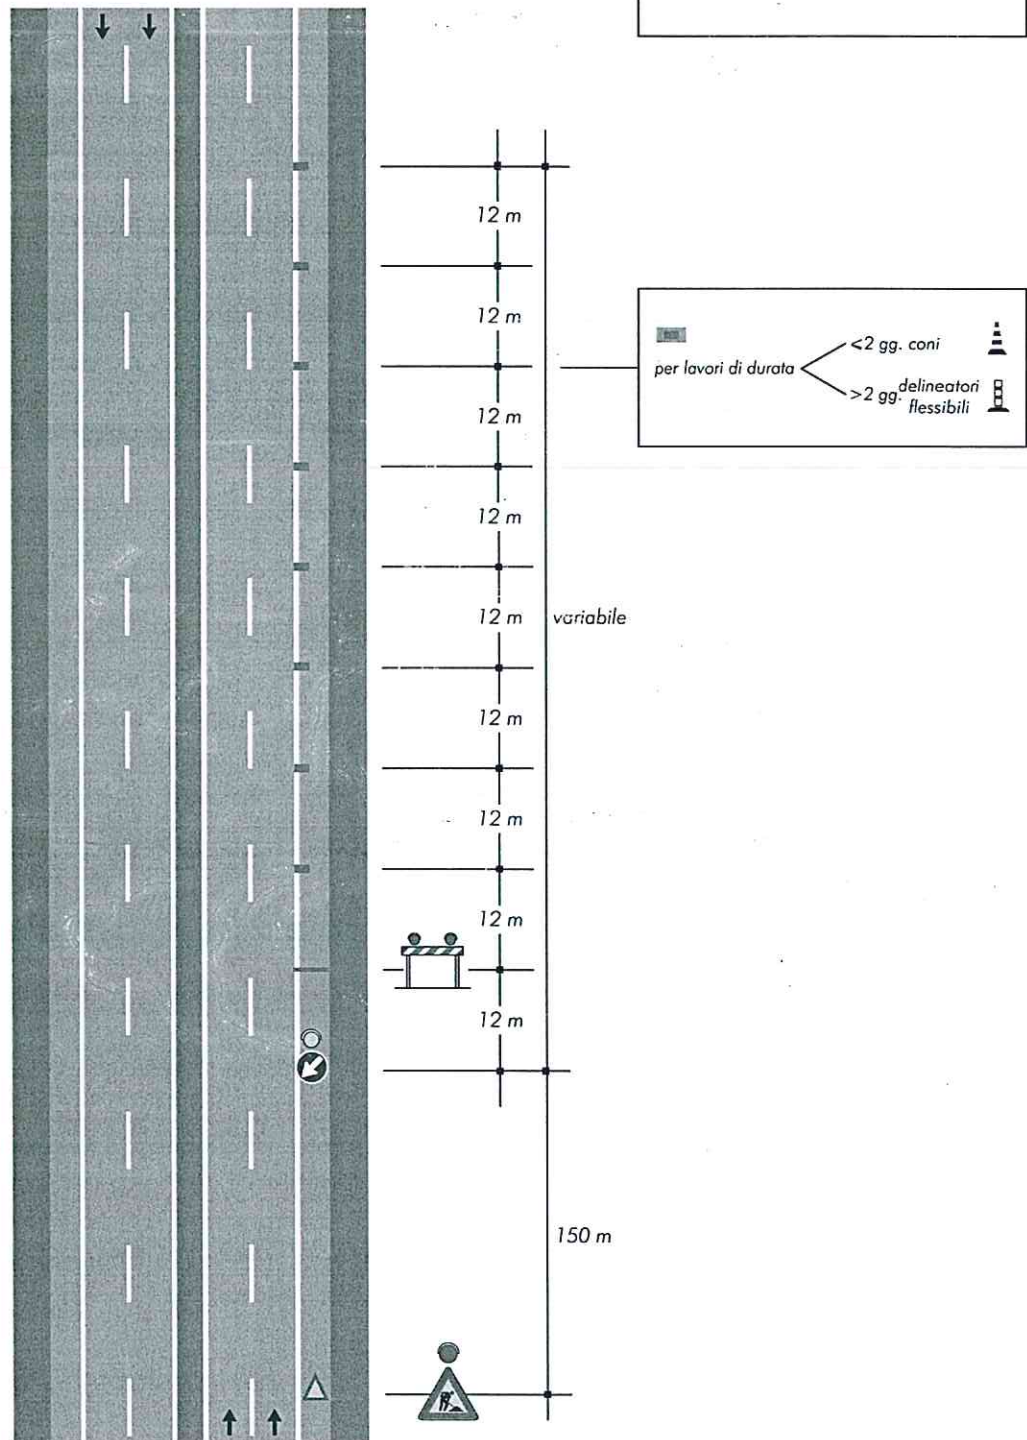 12 m
12 m
12 m
12 m
12 m
variabile
12 m
12 m
12 m
12 m
150 m
per lavori di durata
<2 gg. coni
>2 gg. delineatori
flessibili